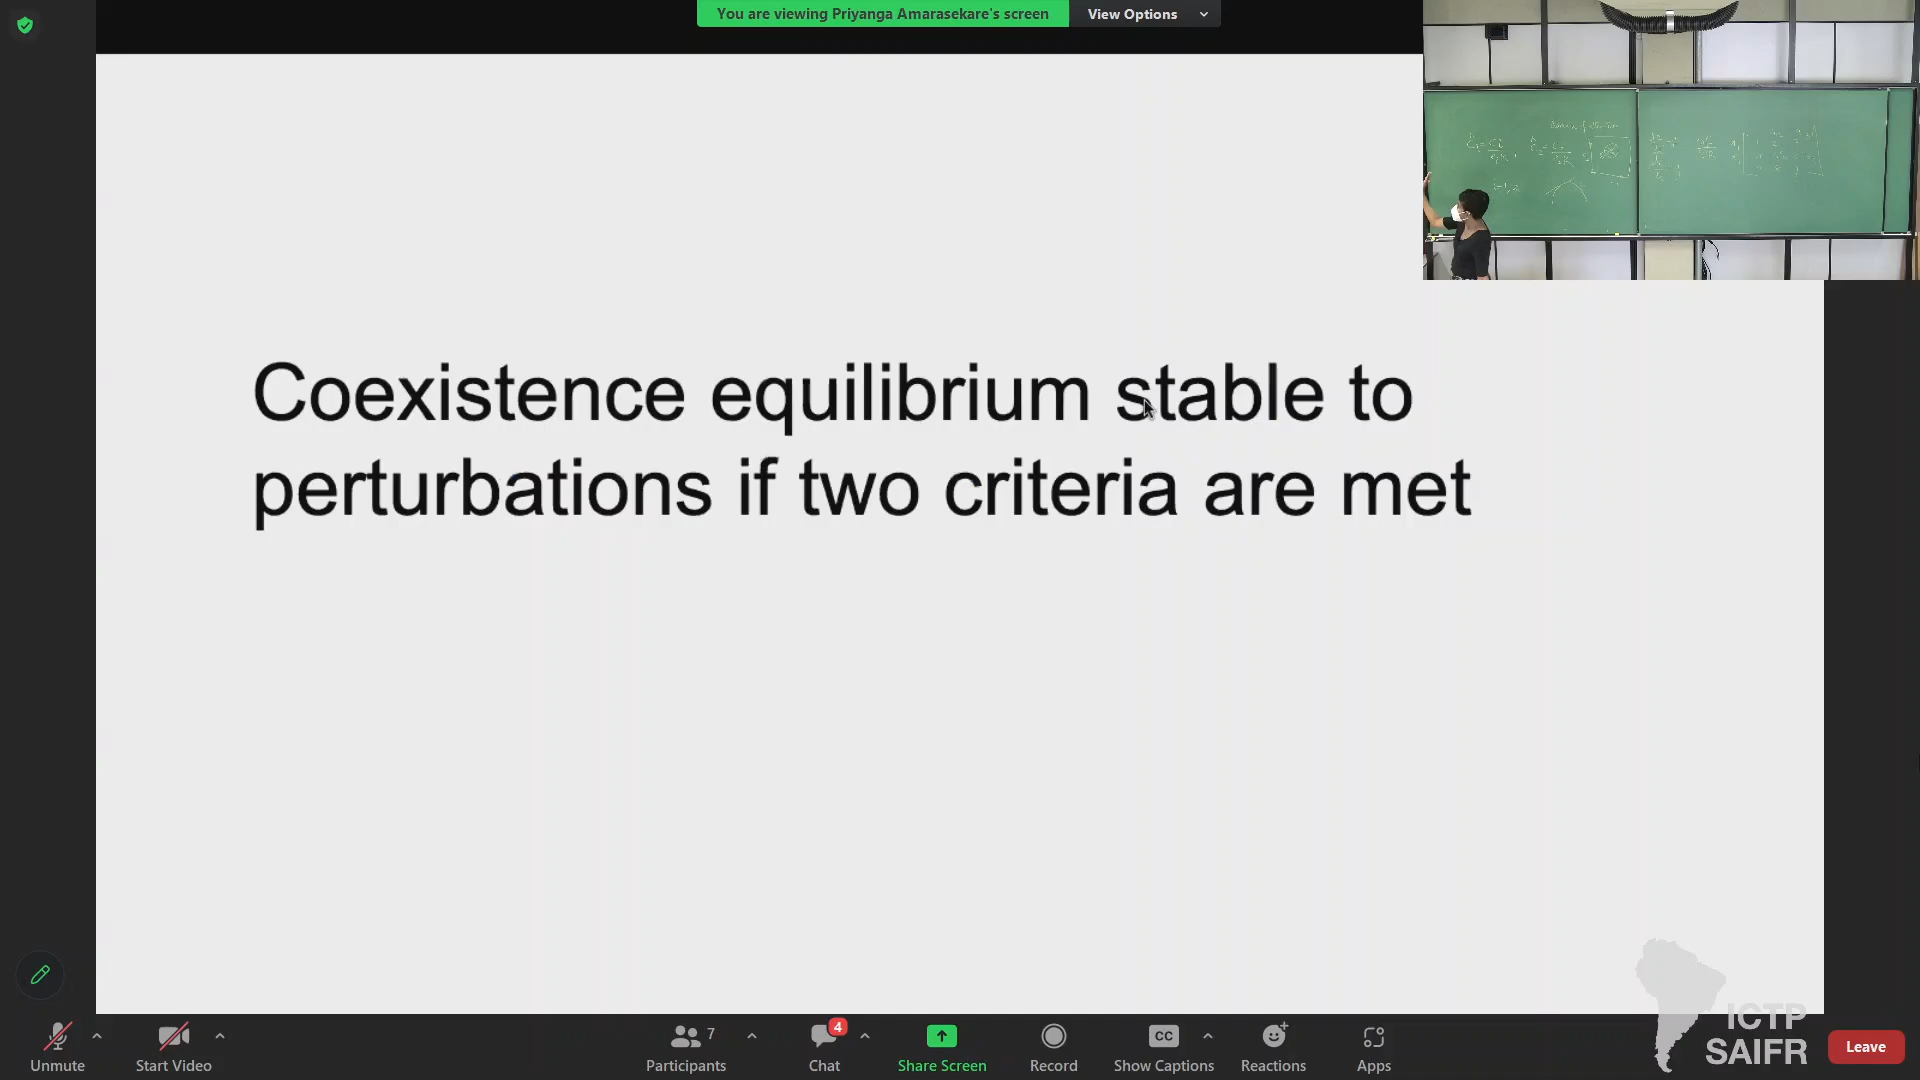 You are viewing Priyanga Amarasekare's screen
View Options
Coexistence equilibrium stable to
perturbations if two criteria are met
ICTP
SAIFR
Unmute
Start Video
7
Participants
4
Chat
Share Screen
Record
CC
Show Captions
Reactions
Apps
Leave